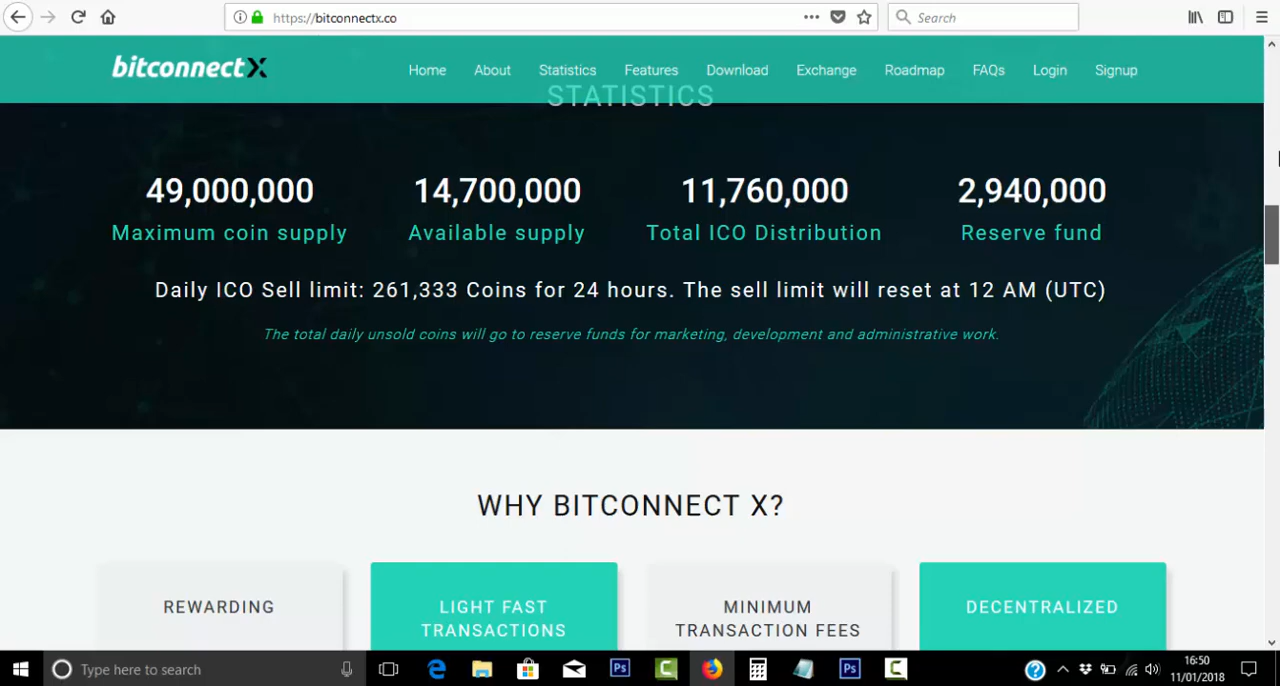 https://bitconnectx.co
Search
bitconnect X
Home About Statistics Features Download Exchange Roadmap FAQs Login Signup
STATISTICS
49,000,000 14,700,000 11,760,000 2,940,000
Maximum coin supply Available supply Total ICO Distribution Reserve fund
Daily ICO Sell limit: 261,333 Coins for 24 hours. The sell limit will reset at 12 AM (UTC)
The total daily unsold coins will go to reserve funds for marketing, development and administrative work.
WHY BITCONNECT X?
REWARDING
LIGHT FAST
TRANSACTIONS
MINIMUM
TRANSACTION FEES
DECENTRALIZED
Type here to search
Ps
Ps
16:50
11/01/2018